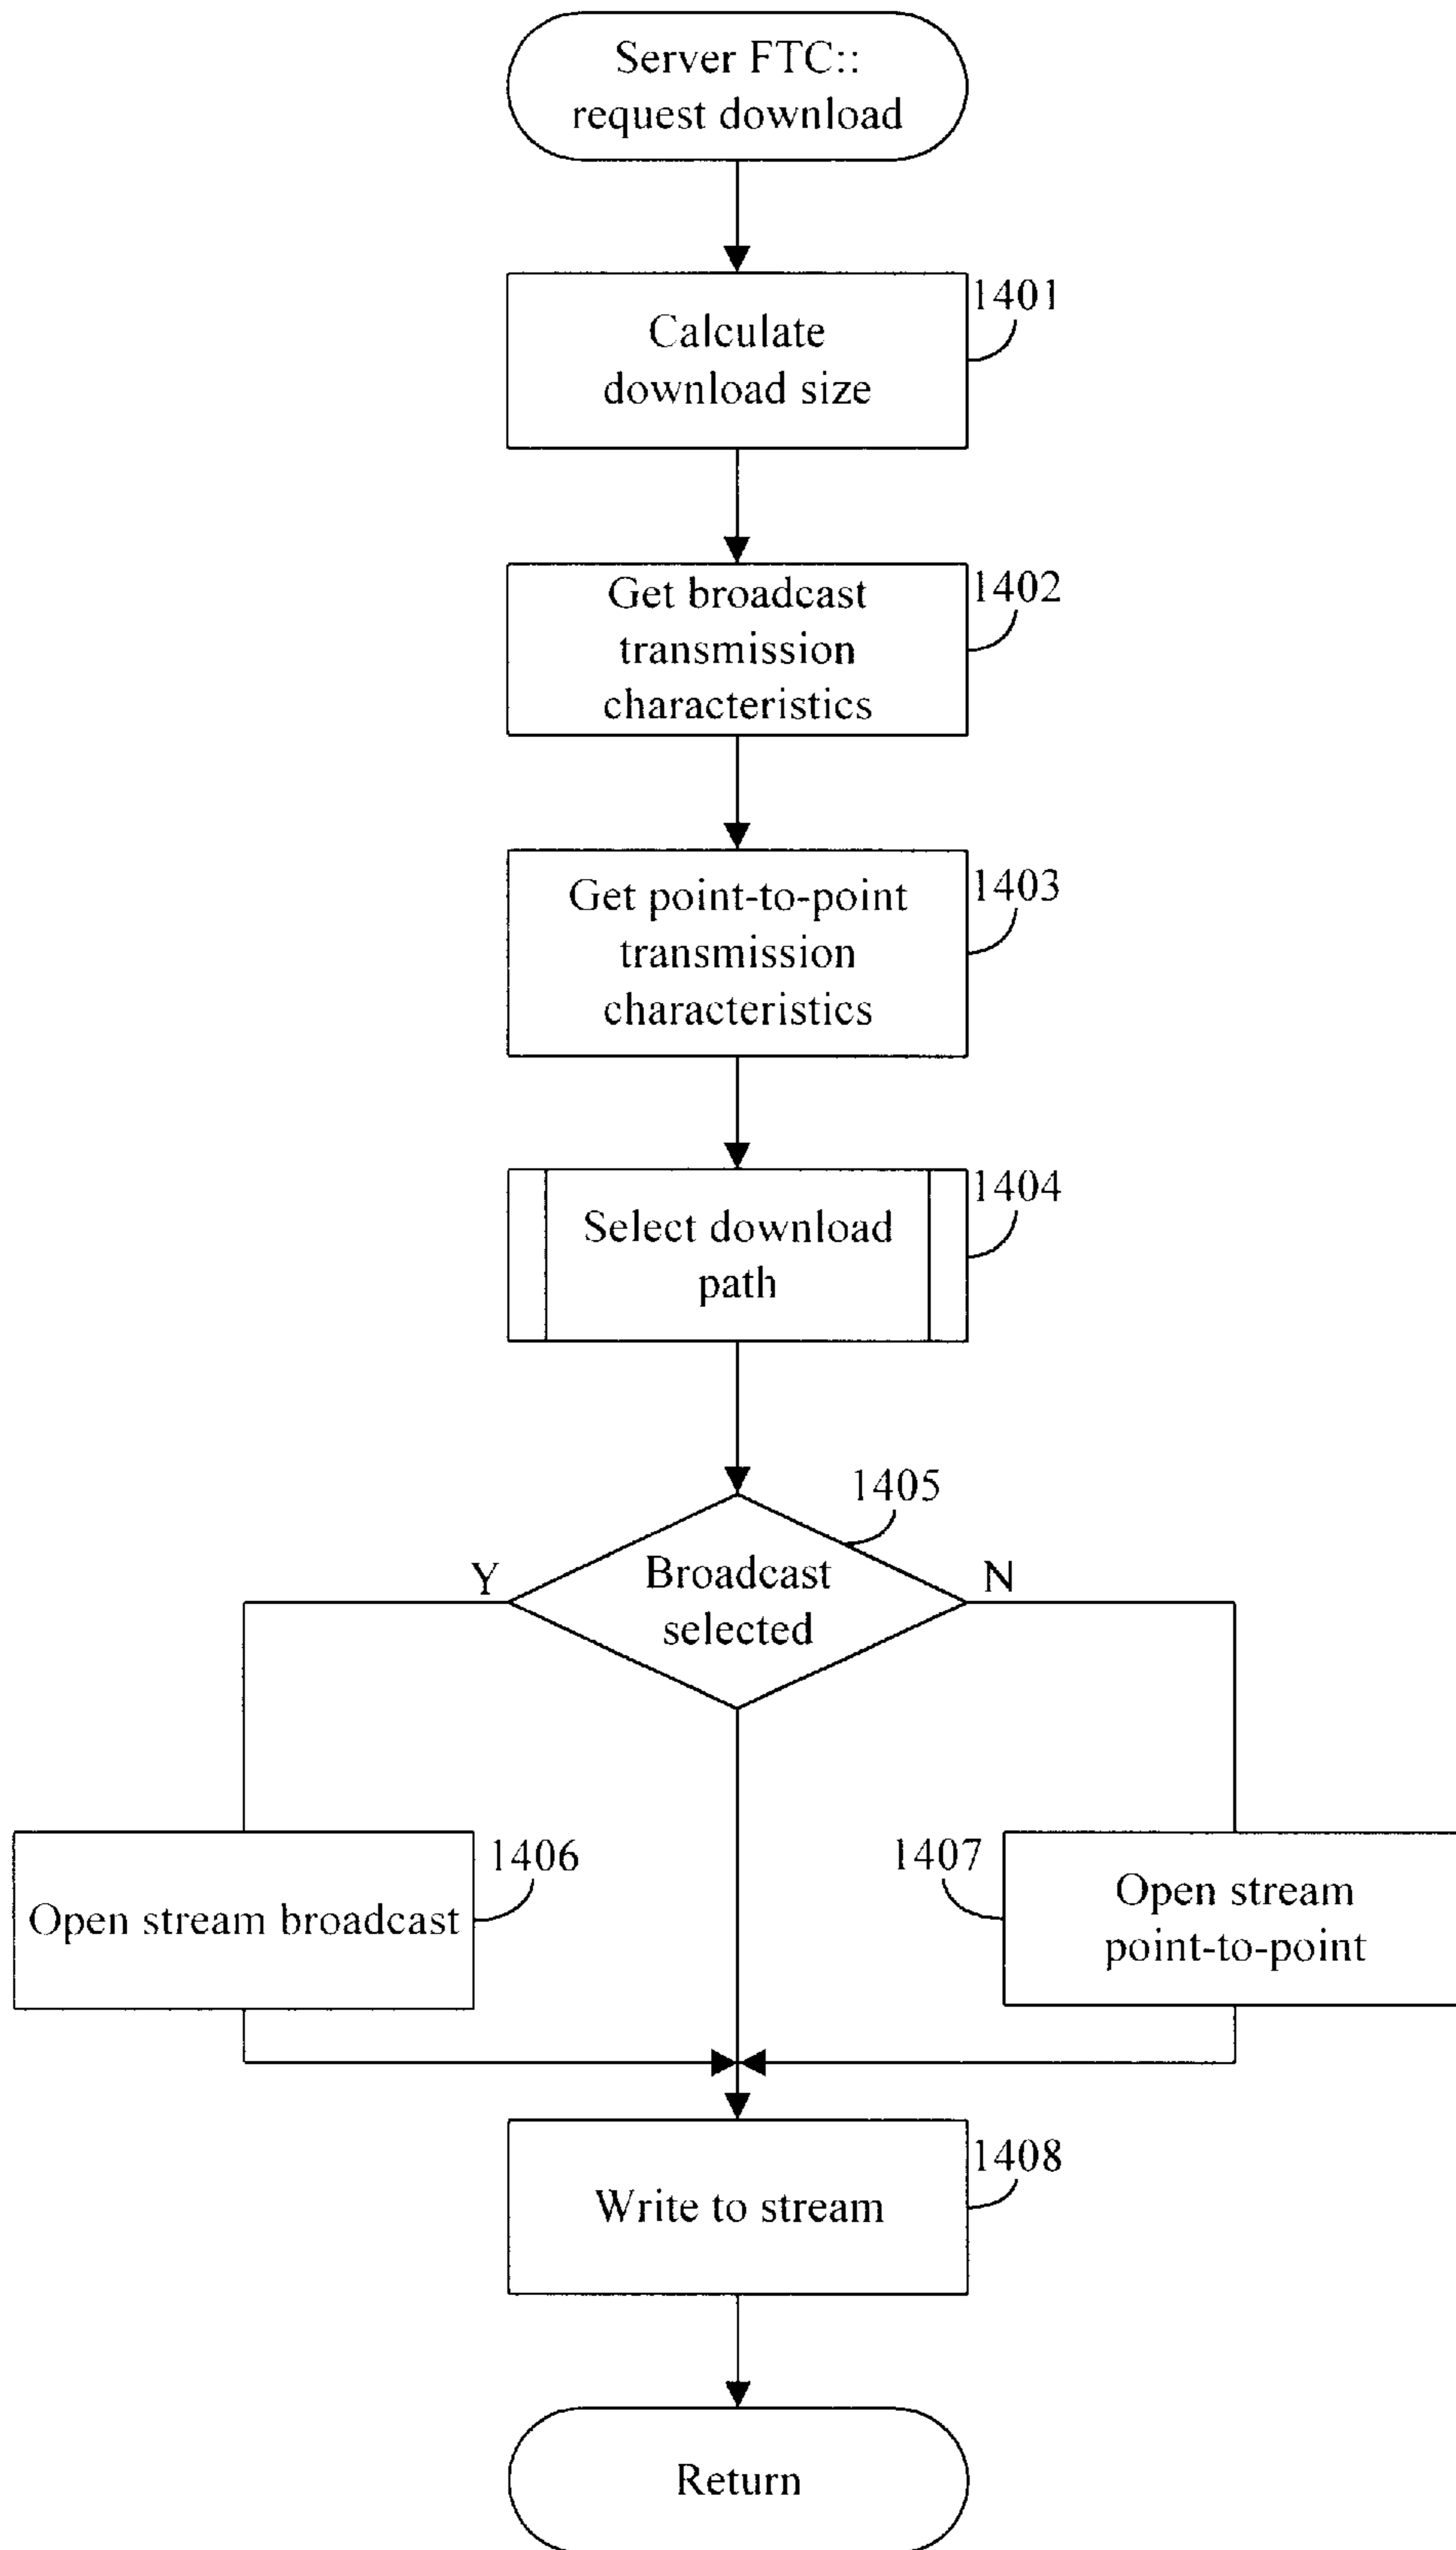 Server FTC::
request download
1401
Calculate
download size
1402
Get broadcast
transmission
characteristics
1403
Get point-to-point
transmission
characteristics
1404
Select download
path
1405
Y
Broadcast
selected
N
1406
Open stream broadcast
1407
Open stream
point-to-point
1408
Write to stream
Return